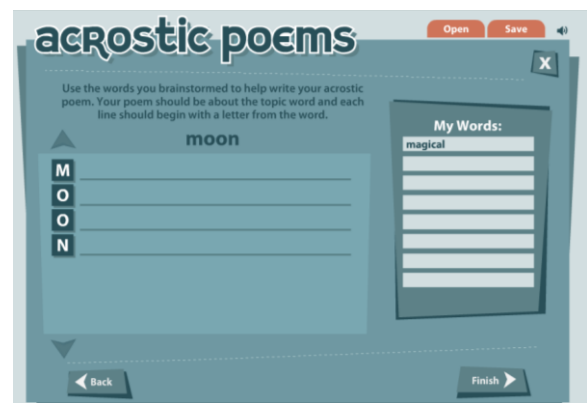 acrostic poems
Open
Save
X
Use the words you brainstormed to help write your acrostic
poem. Your poem should be about the topic word and each
line should begin with a letter from the word.
moon
M
O
O
N
My Words:
magical
Back
Finish